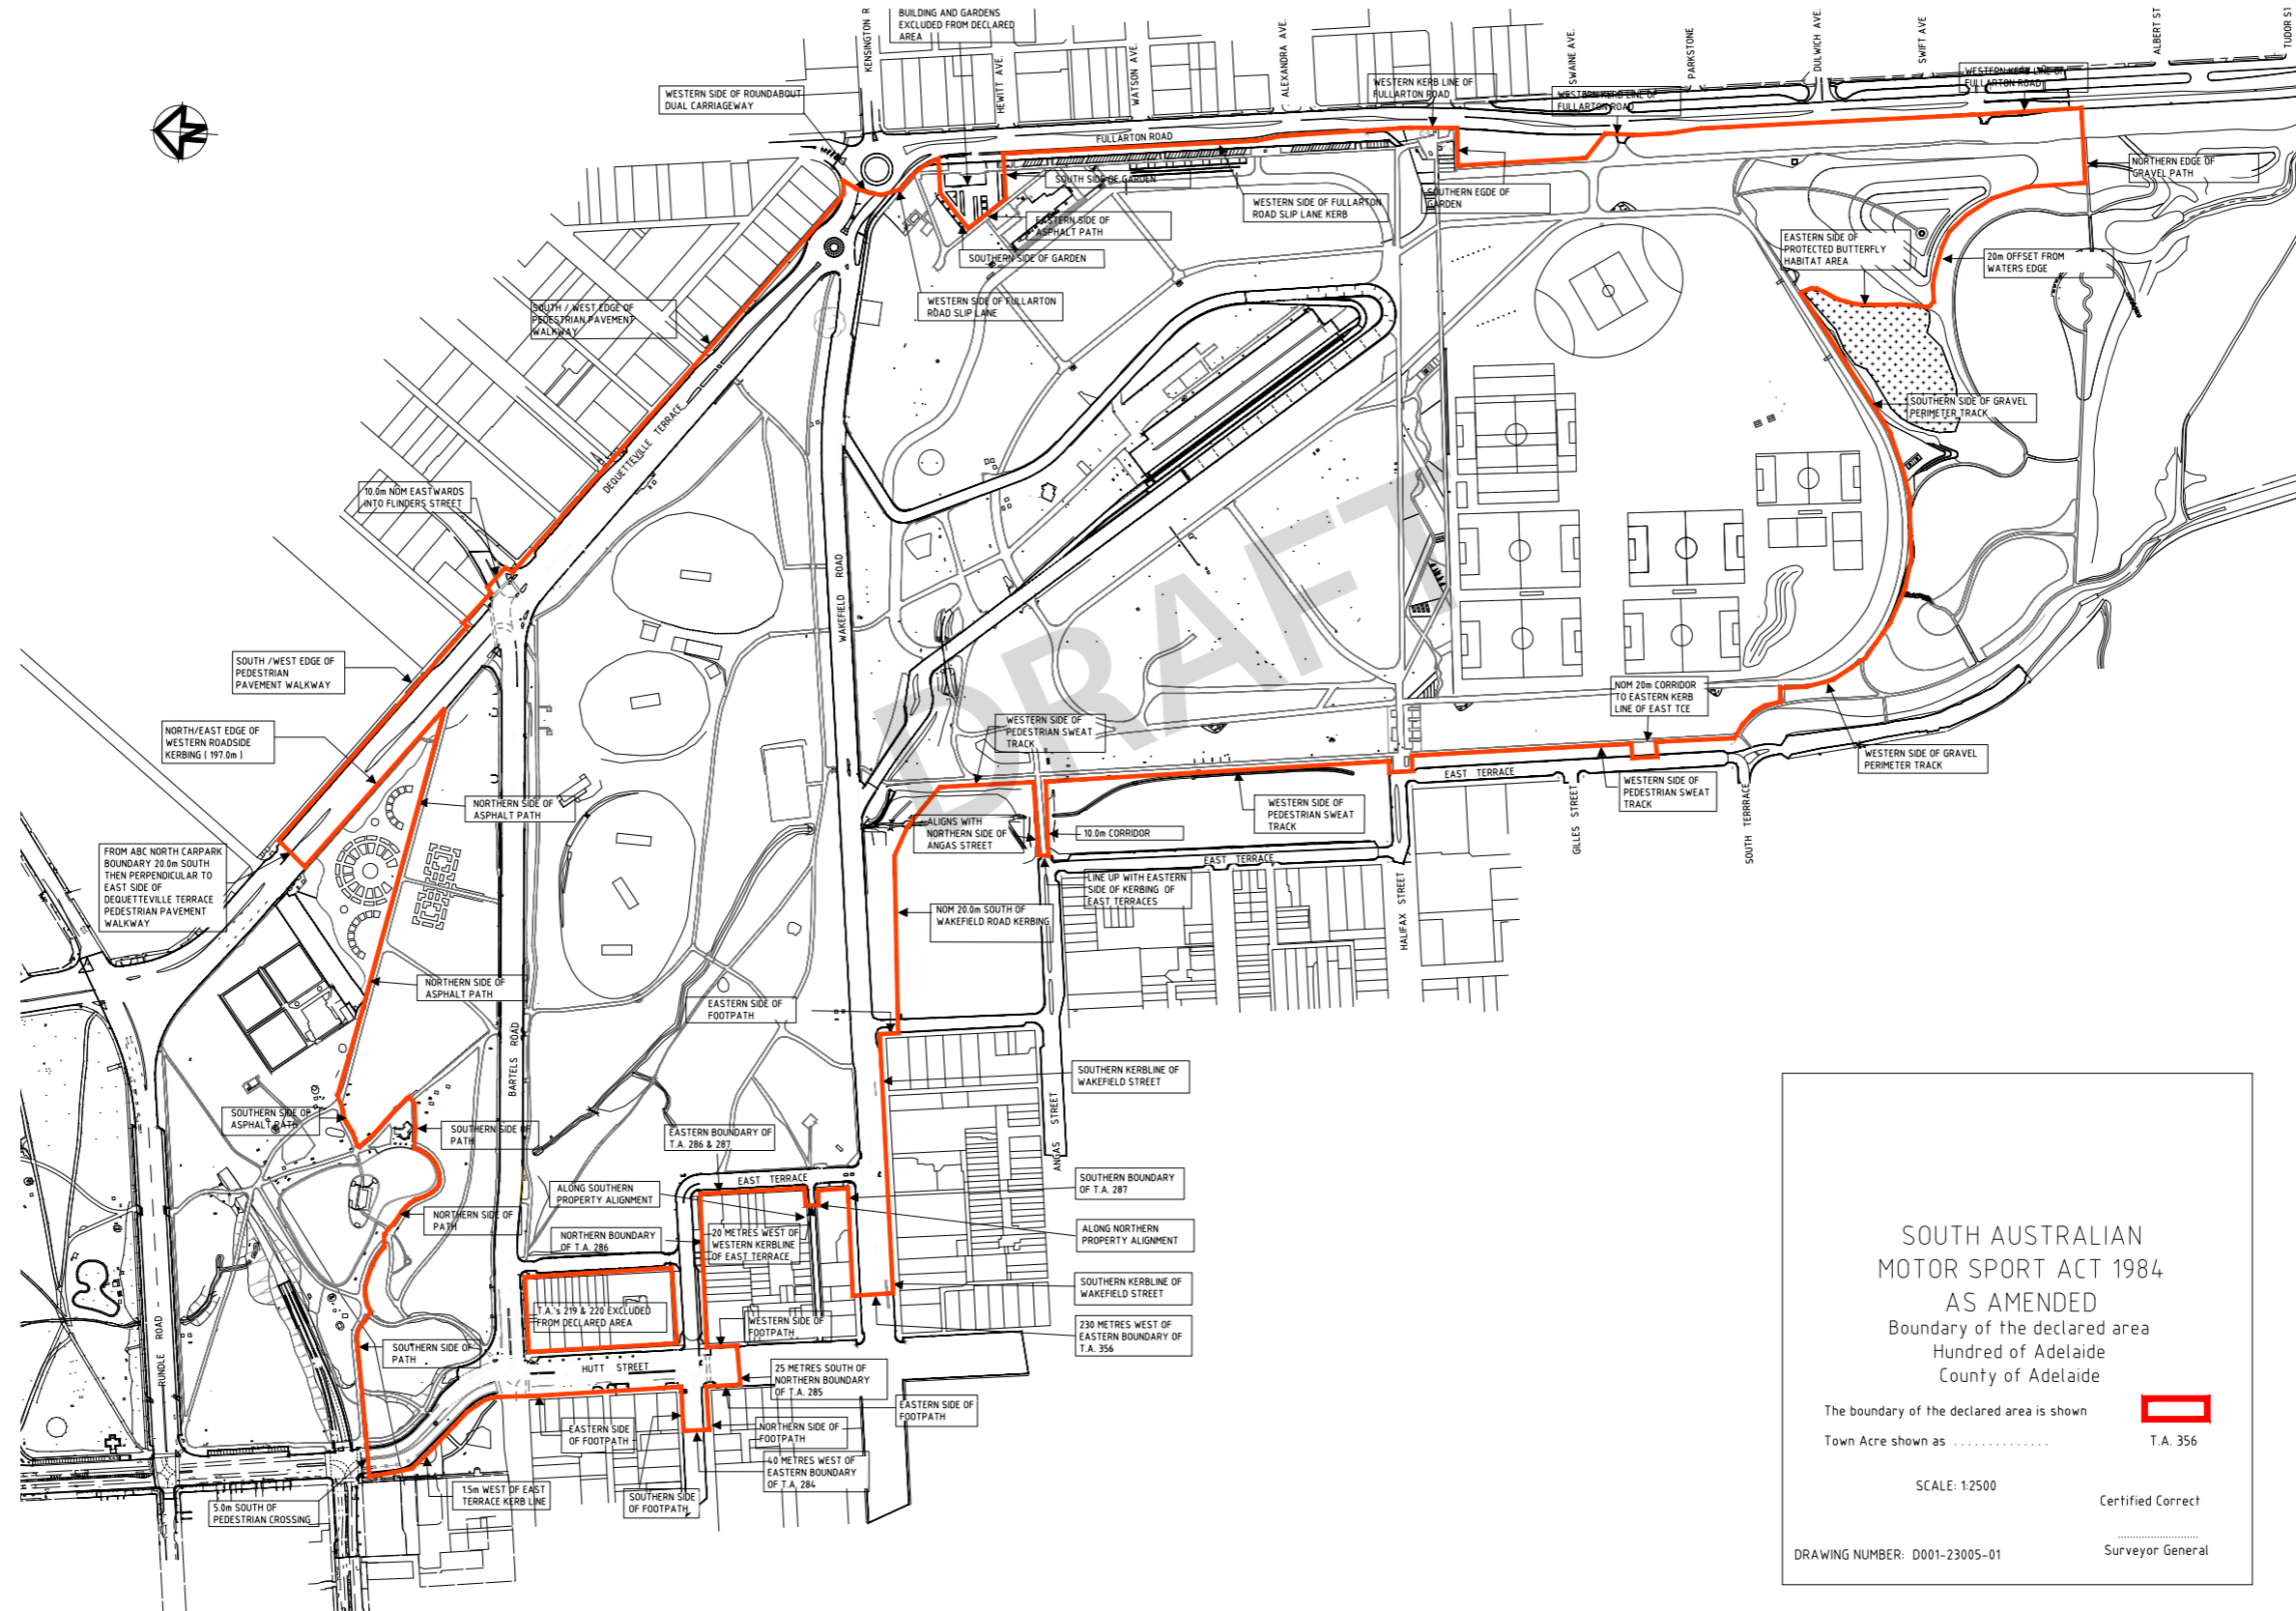 KENSINGTON R
BUILDING AND GARDENS
EXCLUDED FROM DECLARED
AREA
HEWITT AVE.
WATSON AVE.
ALEXANDRA AVE.
SWAINE AVE.
PARKSTONE
DULWICH AVE.
SWIFT AVE
ALBERT ST
TUDOR ST
WESTERN SIDE OF ROUNDABOUT
DUAL CARRIAGEWAY
WESTERN KERB LINE OF
FULLARTON ROAD
WESTERN KERB LINE OF
FULLARTON ROAD
WESTERN KERB LINE OF
FULLARTON ROAD
FULLARTON ROAD
N
SOUTH SIDE OF GARDEN
EASTERN SIDE OF
ASPHALT PATH
SOUTHERN SIDE OF GARDEN
WESTERN SIDE OF FULLARTON
ROAD SLIP LANE KERB
SOUTHERN EGDE OF
GARDEN
NORTHERN EDGE OF
GRAVEL PATH
EASTERN SIDE OF
PROTECTED BUTTERFLY
HABITAT AREA
20m OFFSET FROM
WATERS EDGE
WESTERN SIDE OF FULLARTON
ROAD SLIP LANE
SOUTH / WEST EDGE OF
PEDESTRIAN PAVEMENT
WALKWAY
DEQUETTEVILLE TERRACE
SOUTHERN SIDE OF GRAVEL
PERIMETER TRACK
10.0m NOM EASTWARDS
INTO FLINDERS STREET
WAKEFIELD ROAD
DRAFT
SOUTH /WEST EDGE OF
PEDESTRIAN
PAVEMENT WALKWAY
NORTH/EAST EDGE OF
WESTERN ROADSIDE
KERBING ( 197.0m )
NOM 20m CORRIDOR
TO EASTERN KERB
LINE OF EAST TCE
WESTERN SIDE OF
PEDESTRIAN SWEAT
TRACK
WESTERN SIDE OF GRAVEL
PERIMETER TRACK
EAST TERRACE
WESTERN SIDE OF
PEDESTRIAN SWEAT
TRACK
GILLES STREET
SOUTH TERRRACE
NORTHERN SIDE OF
ASPHALT PATH
WESTERN SIDE OF
PEDESTRIAN SWEAT
TRACK
ALIGNS WITH
NORTHERN SIDE OF
ANGAS STREET
10.0m CORRIDOR
EAST TERRACE
FROM ABC NORTH CARPARK
BOUNDARY 20.0m SOUTH
THEN PERPENDICULAR TO
EAST SIDE OF
DEQUETTEVILLE TERRACE
PEDESTRIAN PAVEMENT
WALKWAY
LINE UP WITH EASTERN
SIDE OF KERBING OF
EAST TERRACES
NOM 20.0m SOUTH OF
WAKEFIELD ROAD KERBING
HALIFAX STREET
NORTHERN SIDE OF
ASPHALT PATH
EASTERN SIDE OF
FOOTPATH
BARTELS ROAD
SOUTHERN KERBLINE OF
WAKEFIELD STREET
ANGAS STREET
SOUTHERN SIDE OF
ASPHALT PATH
SOUTHERN SIDE OF
PATH
EASTERN BOUNDARY OF
T.A. 286 & 287
EAST TERRACE
ALONG SOUTHERN
PROPERTY ALIGNMENT
SOUTHERN BOUNDARY
OF T.A. 287
NORTHERN SIDE OF
PATH
NORTHERN BOUNDARY
OF T.A. 286
20 METRES WEST OF
WESTERN KERBLINE
OF EAST TERRACE
ALONG NORTHERN
PROPERTY ALIGNMENT
SOUTHERN KERBLINE OF
WAKEFIELD STREET
T.A.'s 219 & 220 EXCLUDED
FROM DECLARED AREA
WESTERN SIDE OF
FOOTPATH
230 METRES WEST OF
EASTERN BOUNDARY OF
T.A. 356
SOUTHERN SIDE OF
PATH
RUNDLE ROAD
HUTT STREET
25 METRES SOUTH OF
NORTHERN BOUNDARY
OF T.A. 285
EASTERN SIDE OF
FOOTPATH
EASTERN SIDE
OF FOOTPATH
NORTHERN SIDE OF
FOOTPATH
40 METRES WEST OF
EASTERN BOUNDARY
OF T.A. 284
SOUTHERN SIDE
OF FOOTPATH
1.5m WEST OF EAST
TERRACE KERB LINE
5.0m SOUTH OF
PEDESTRIAN CROSSING
SOUTH AUSTRALIAN
MOTOR SPORT ACT 1984
AS AMENDED
Boundary of the declared area
Hundred of Adelaide
County of Adelaide
The boundary of the declared area is shown
Town Acre shown as .............. T.A. 356
SCALE: 1:2500
Certified Correct
Surveyor General
DRAWING NUMBER: D001-23005-01